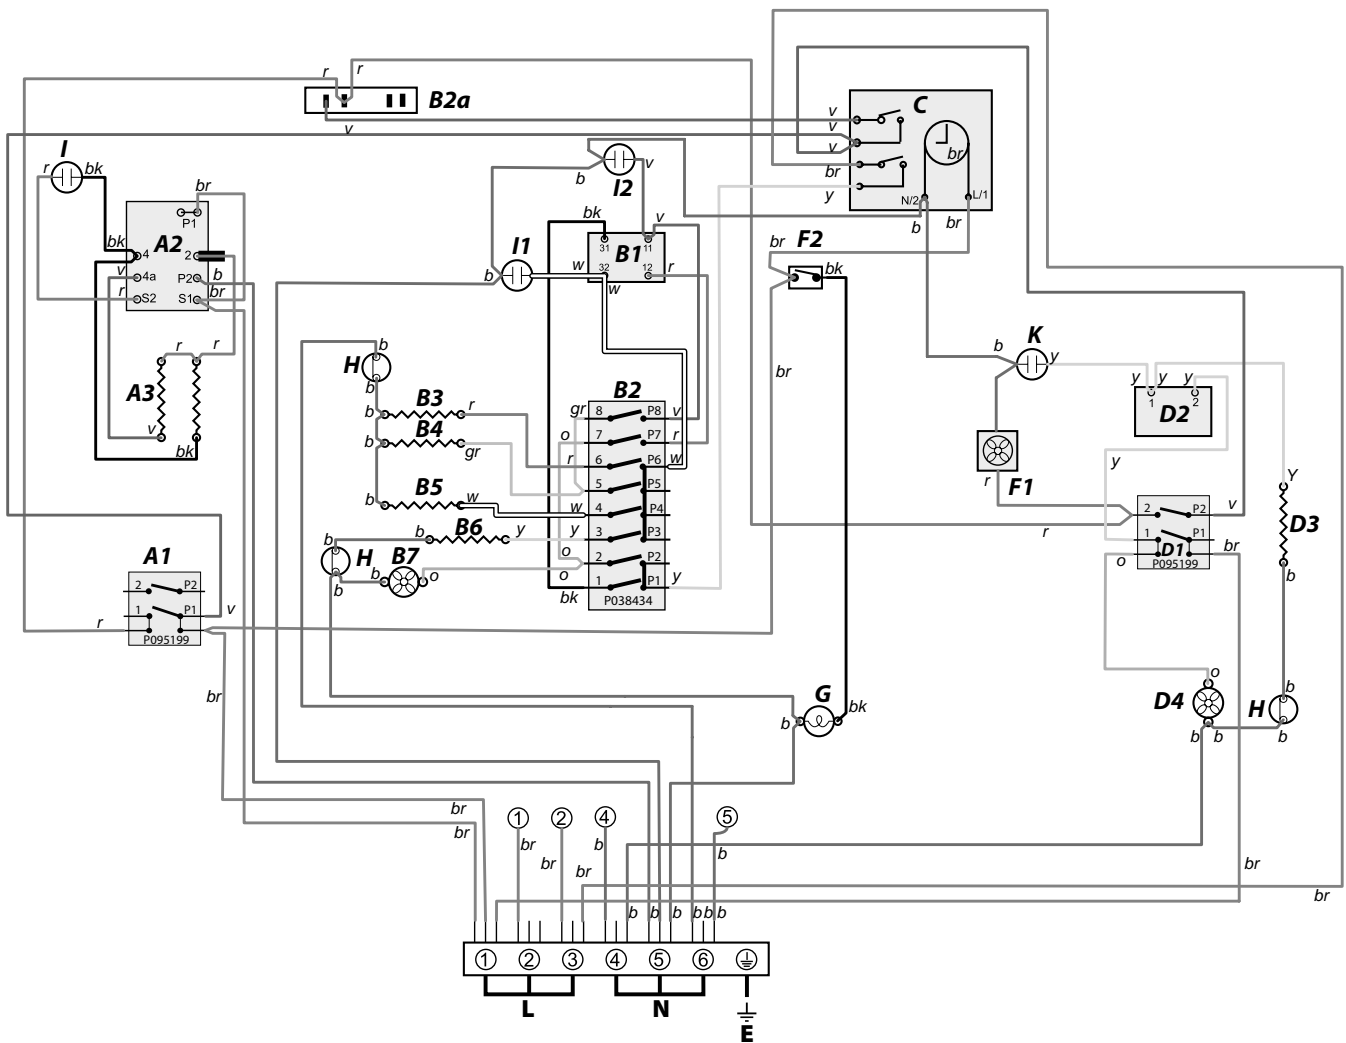 r
r
B2a
v
C
v
v
v
br
br
y
N/2
L/1
b
br
I
r
bk
br
P1
A2
bk
4
2
v
4a
P2
b
r
S2
S1
br
r
r
A3
v
bk
I2
b
v
bk
v
31
11
B1
32
12
I1
b
w
w
r
br
F2
bk
br
K
b
y
y
y
y
1
2
D2
H
b
b
B3
b
r
B4
b
gr
B5
b
w
B6
b
y
b
H
B7
b
b
o
B2
gr
8
P8
v
o
7
P7
r
r
6
P6
w
5
P5
w
4
P4
y
3
P3
o
2
P2
o
1
P1
y
bk
P038434
F1
r
r
y
2
P2
v
1
P1
br
D1
o
P095199
Y
D3
b
A1
2
P2
1
P1
v
r
P095199
br
G
b
bk
o
D4
b
b
b
H
b
br
br
1
br
2
br
4
b
5
b
br
br
br
b
b
b
b
b
b
1
2
3
4
5
6
L
N
E